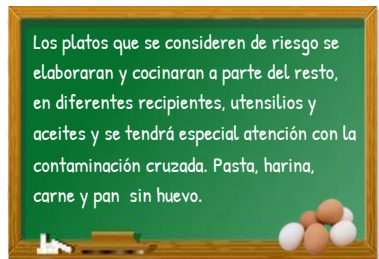 Los platos que se consideren de riesgo se
elaboraran y cocinaran a parte del resto,
en diferentes recipientes, utensilios y
aceites y se tendrá especial atención con la
contaminación cruzada. Pasta, harina,
carne y pan sin huevo.